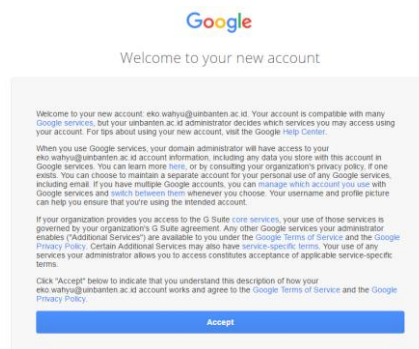 Google
Welcome to your new account
Welcome to your new account: eko.wahyu@uinbanten.ac.id. Your account is compatible with many
Google services, but your uinbanten.ac.id administrator decides which services you may access using
your account. For tips about using your new account, visit the Google Help Center.
When you use Google services, your domain administrator will have access to your
eko.wahyu@uinbanten.ac.id account information, including any data you store with this account in
Google services. You can learn more here, or by consulting your organization's privacy policy, if one
exists. You can choose to maintain a separate account for your personal use of any Google services,
including email. If you have multiple Google accounts, you can manage which account you use with
Google services and switch between them whenever you choose. Your username and profile picture
can help you ensure that you're using the intended account.
If your organization provides you access to the G Suite core services, your use of those services is
governed by your organization's G Suite agreement. Any other Google services your administrator
enables ("Additional Services") are available to you under the Google Terms of Service and the Google
Privacy Policy. Certain Additional Services may also have service-specific terms. Your use of any
services your administrator allows you to access constitutes acceptance of applicable service-specific
terms.
Click "Accept" below to indicate that you understand this description of how your
eko.wahyu@uinbanten.ac.id account works and agree to the Google Terms of Service and the Google
Privacy Policy.
Accept